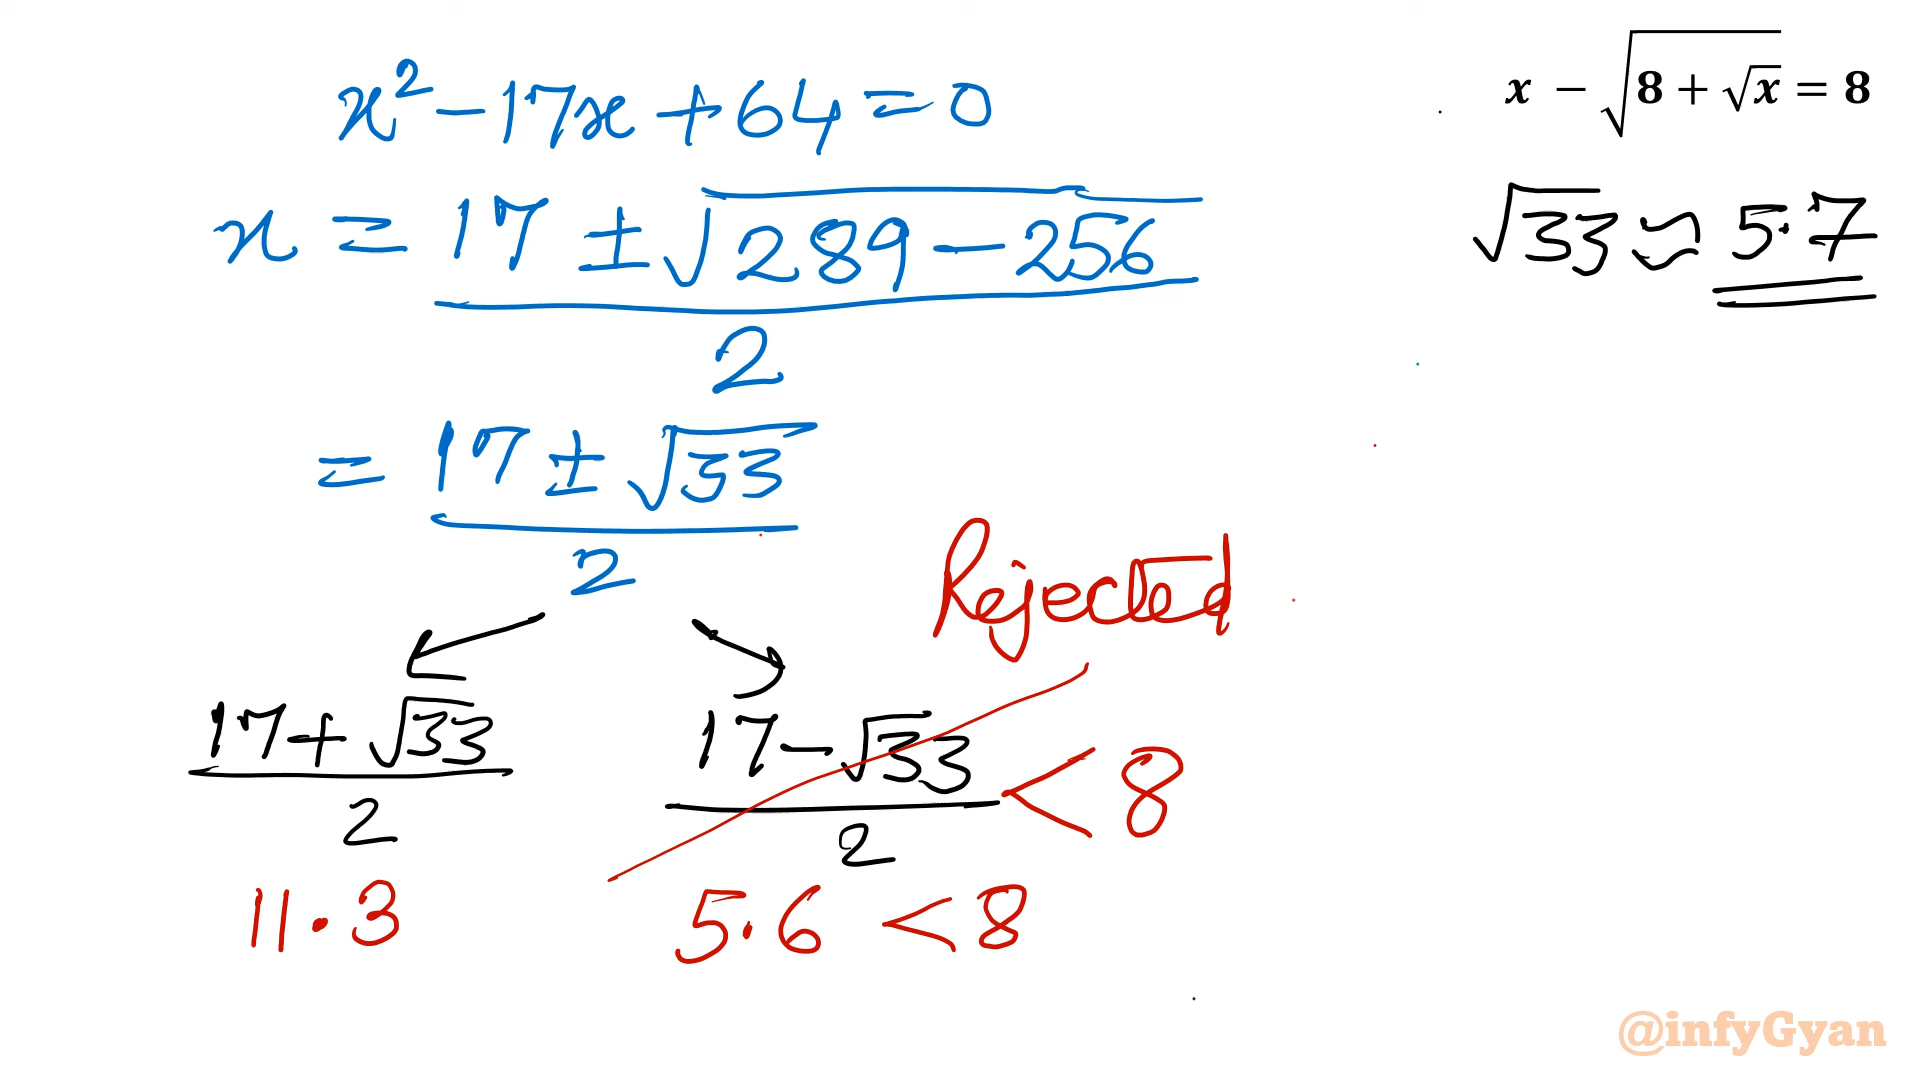 x² - 17x + 64 = 0
x = 17 ± √289 - 256
2
= 17 ± √33
2
17 + √33
2
11.3
Rejected
17 - √33
2
< 8
5.6 < 8
x - √8 + √x = 8
√33 ≈ 5.7
@infyGyan